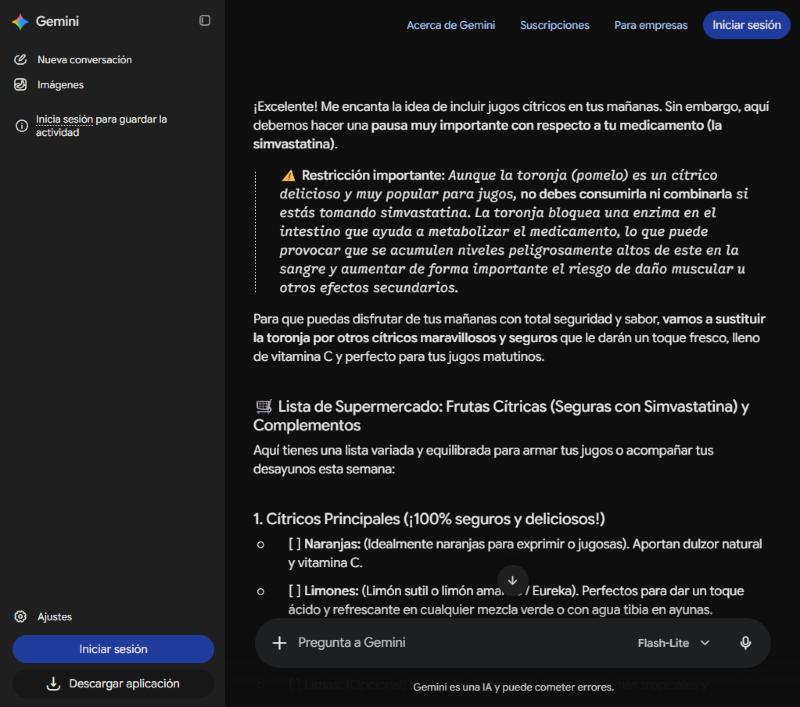 Gemini
Nueva conversación
Imágenes
Inicia sesión para guardar la
actividad
Ajustes
Iniciar sesión
Descargar aplicación
Acerca de Gemini Suscripciones Para empresas Iniciar sesión
¡Excelente! Me encanta la idea de incluir jugos cítricos en tus mañanas. Sin embargo, aquí
debemos hacer una pausa muy importante con respecto a tu medicamento (la
simvastatina).
⚠️ Restricción importante: Aunque la toronja (pomelo) es un cítrico
delicioso y muy popular para jugos, no debes consumirla ni combinarla si
estás tomando simvastatina. La toronja bloquea una enzima en el
intestino que ayuda a metabolizar el medicamento, lo que puede
provocar que se acumulen niveles peligrosamente altos de este en la
sangre y aumentar de forma importante el riesgo de daño muscular u
otros efectos secundarios.
Para que puedas disfrutar de tus mañanas con total seguridad y sabor, vamos a sustituir
la toronja por otros cítricos maravillosos y seguros que le darán un toque fresco, lleno
de vitamina C y perfecto para tus jugos matutinos.
🛒 Lista de Supermercado: Frutas Cítricas (Seguras con Simvastatina) y
Complementos
Aquí tienes una lista variada y equilibrada para armar tus jugos o acompañar tus
desayunos esta semana:
1. Cítricos Principales (¡100% seguros y deliciosos!)
[ ] Naranjas: (Idealmente naranjas para exprimir o jugosas). Aportan dulzor natural
y vitamina C.
[ ] Limones: (Limón sutil o limón / Eureka). Perfectos para dar un toque
ácido y refrescante en cualquier mezcla verde o con agua tibia en ayunas.
Pregunta a Gemini Flash-Lite
Gemini es una IA y puede cometer errores.